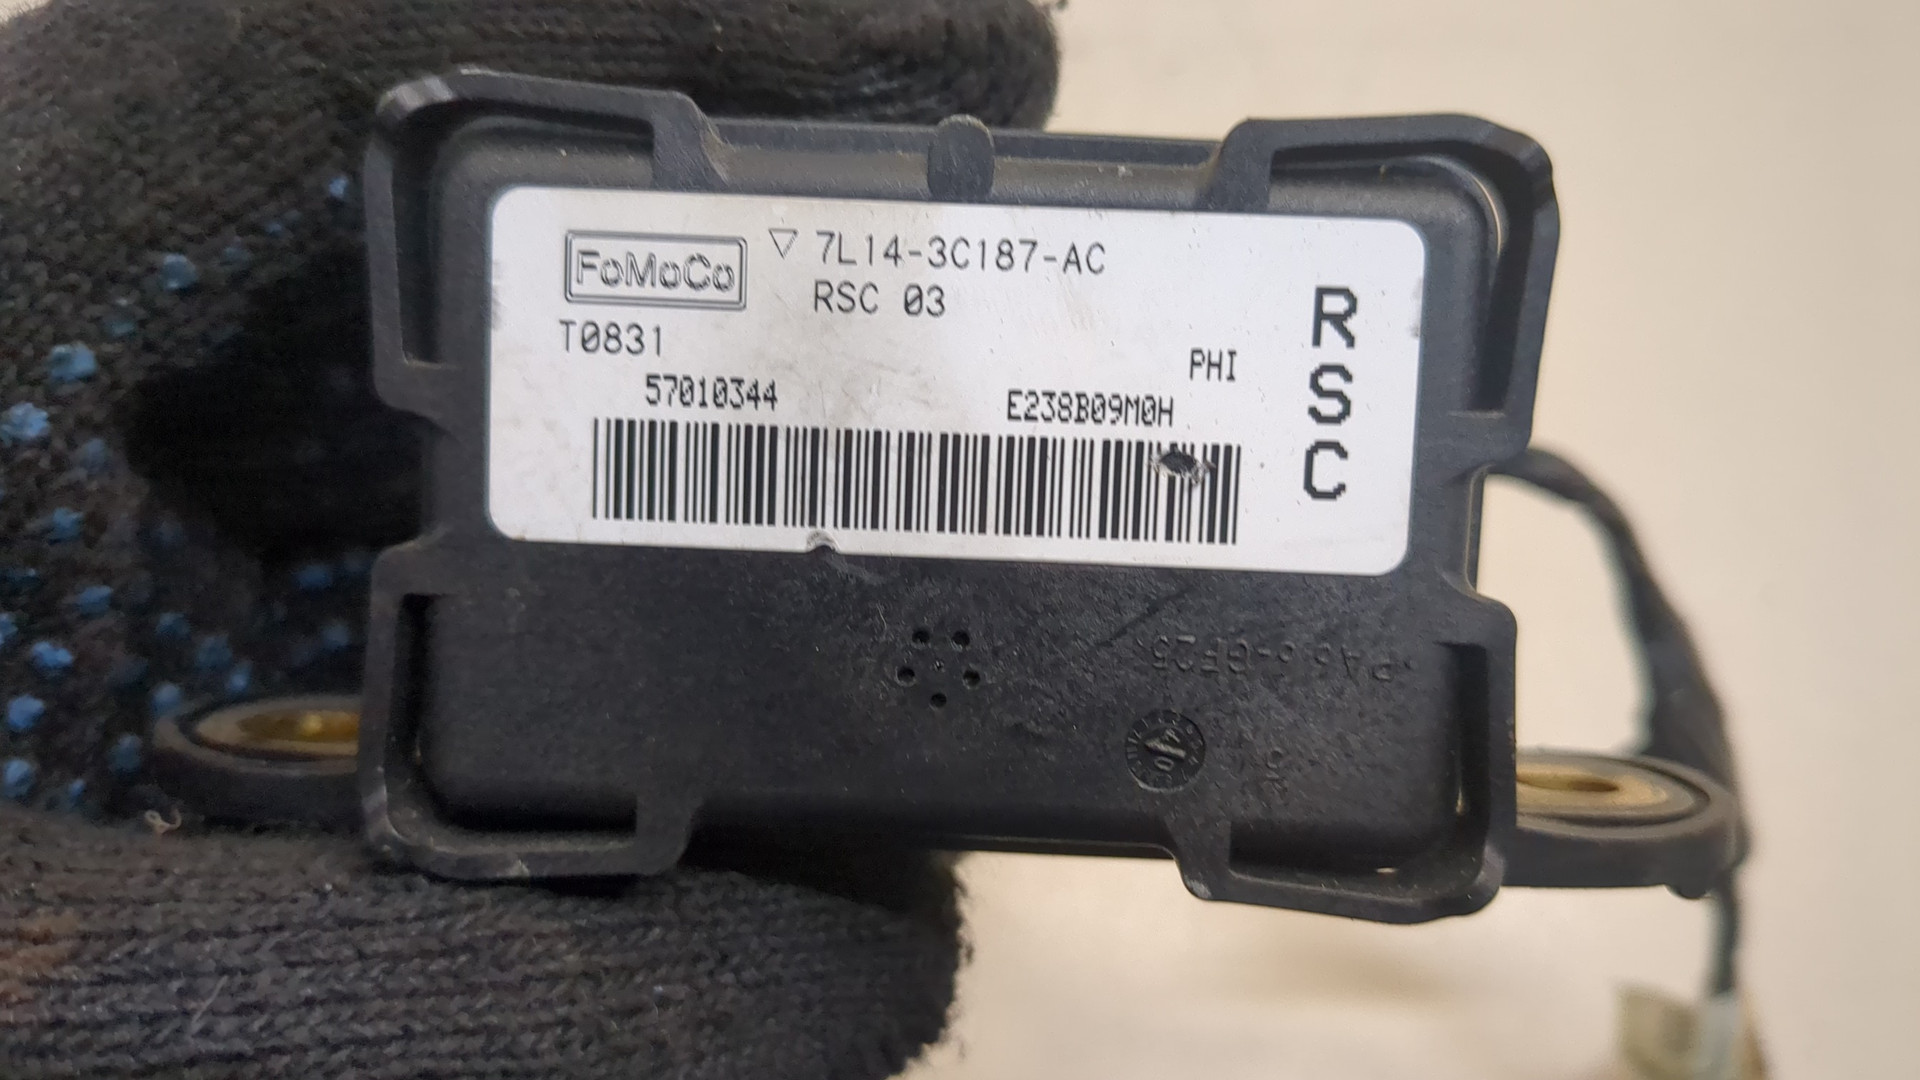 FoMoCo ▽ 7L14-3C187-AC
RSC 03
T0831
PHI
57010344 E238B09M0H
RSC